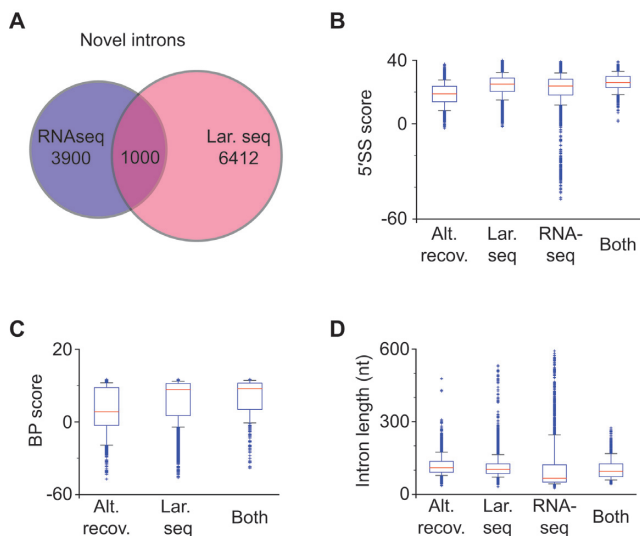 A
Novel introns
RNAseq
3900
1000
Lar. seq
6412
B
5'SS score
40
0
-60
Alt. recov.
Lar. seq
RNA-seq
Both
C
BP score
20
0
-60
Alt. recov.
Lar. seq
Both
D
Intron length (nt)
600
300
0
Alt. recov.
Lar. seq
RNA-seq
Both